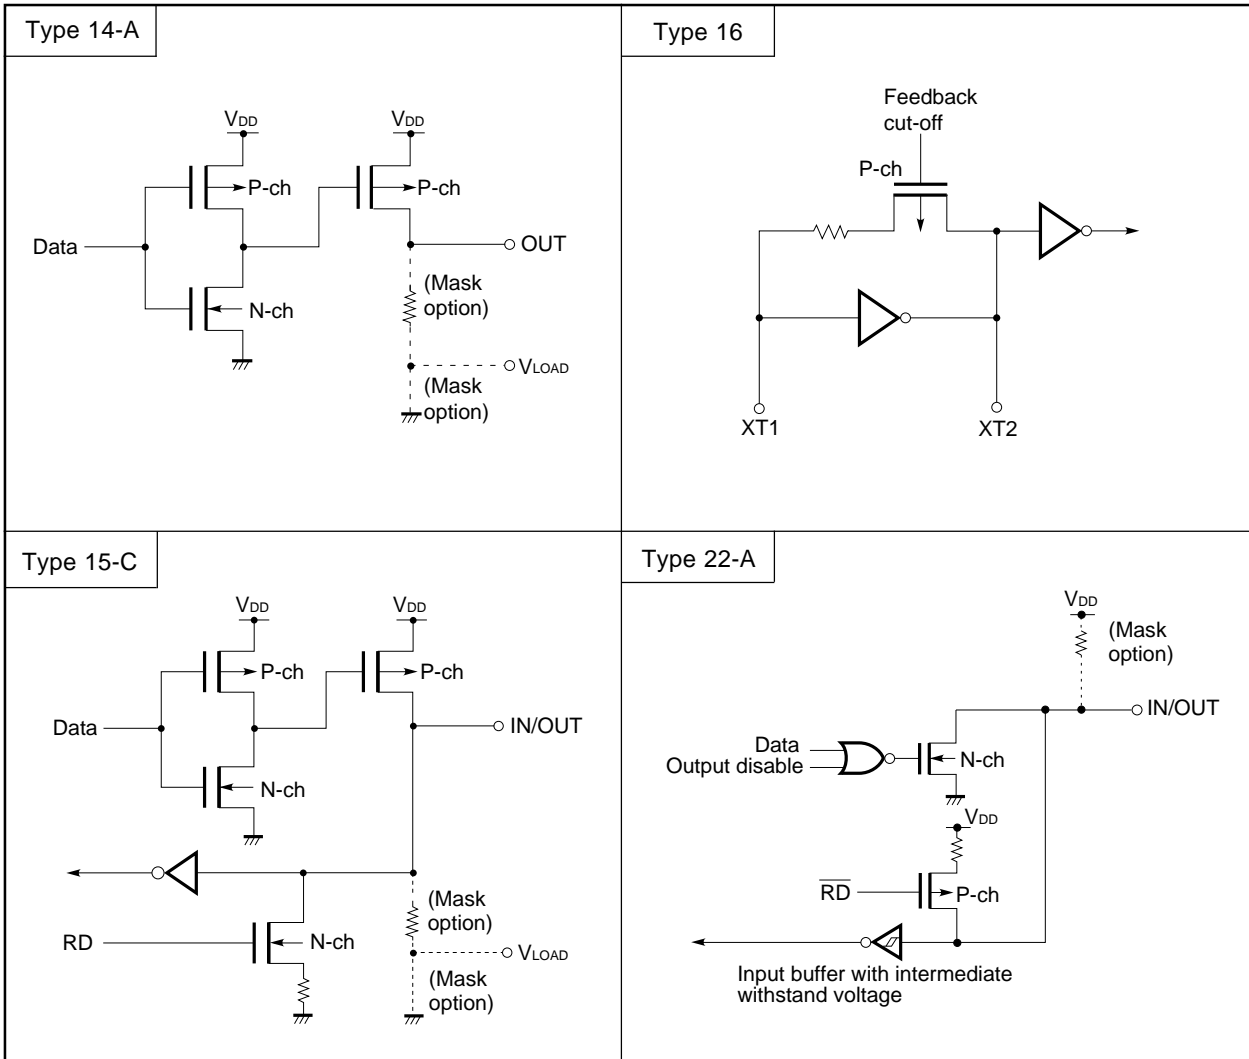 Type 14-A
VDD
VDD
P-ch
P-ch
Data
OUT
N-ch
(Mask
option)
VLOAD
(Mask
option)
Type 16
Feedback
cut-off
P-ch
XT1
XT2
Type 15-C
VDD
VDD
P-ch
P-ch
Data
IN/OUT
N-ch
(Mask
option)
RD
N-ch
VLOAD
(Mask
option)
Type 22-A
VDD
(Mask
option)
IN/OUT
Data
Output disable
N-ch
VDD
RD
P-ch
Input buffer with intermediate
withstand voltage